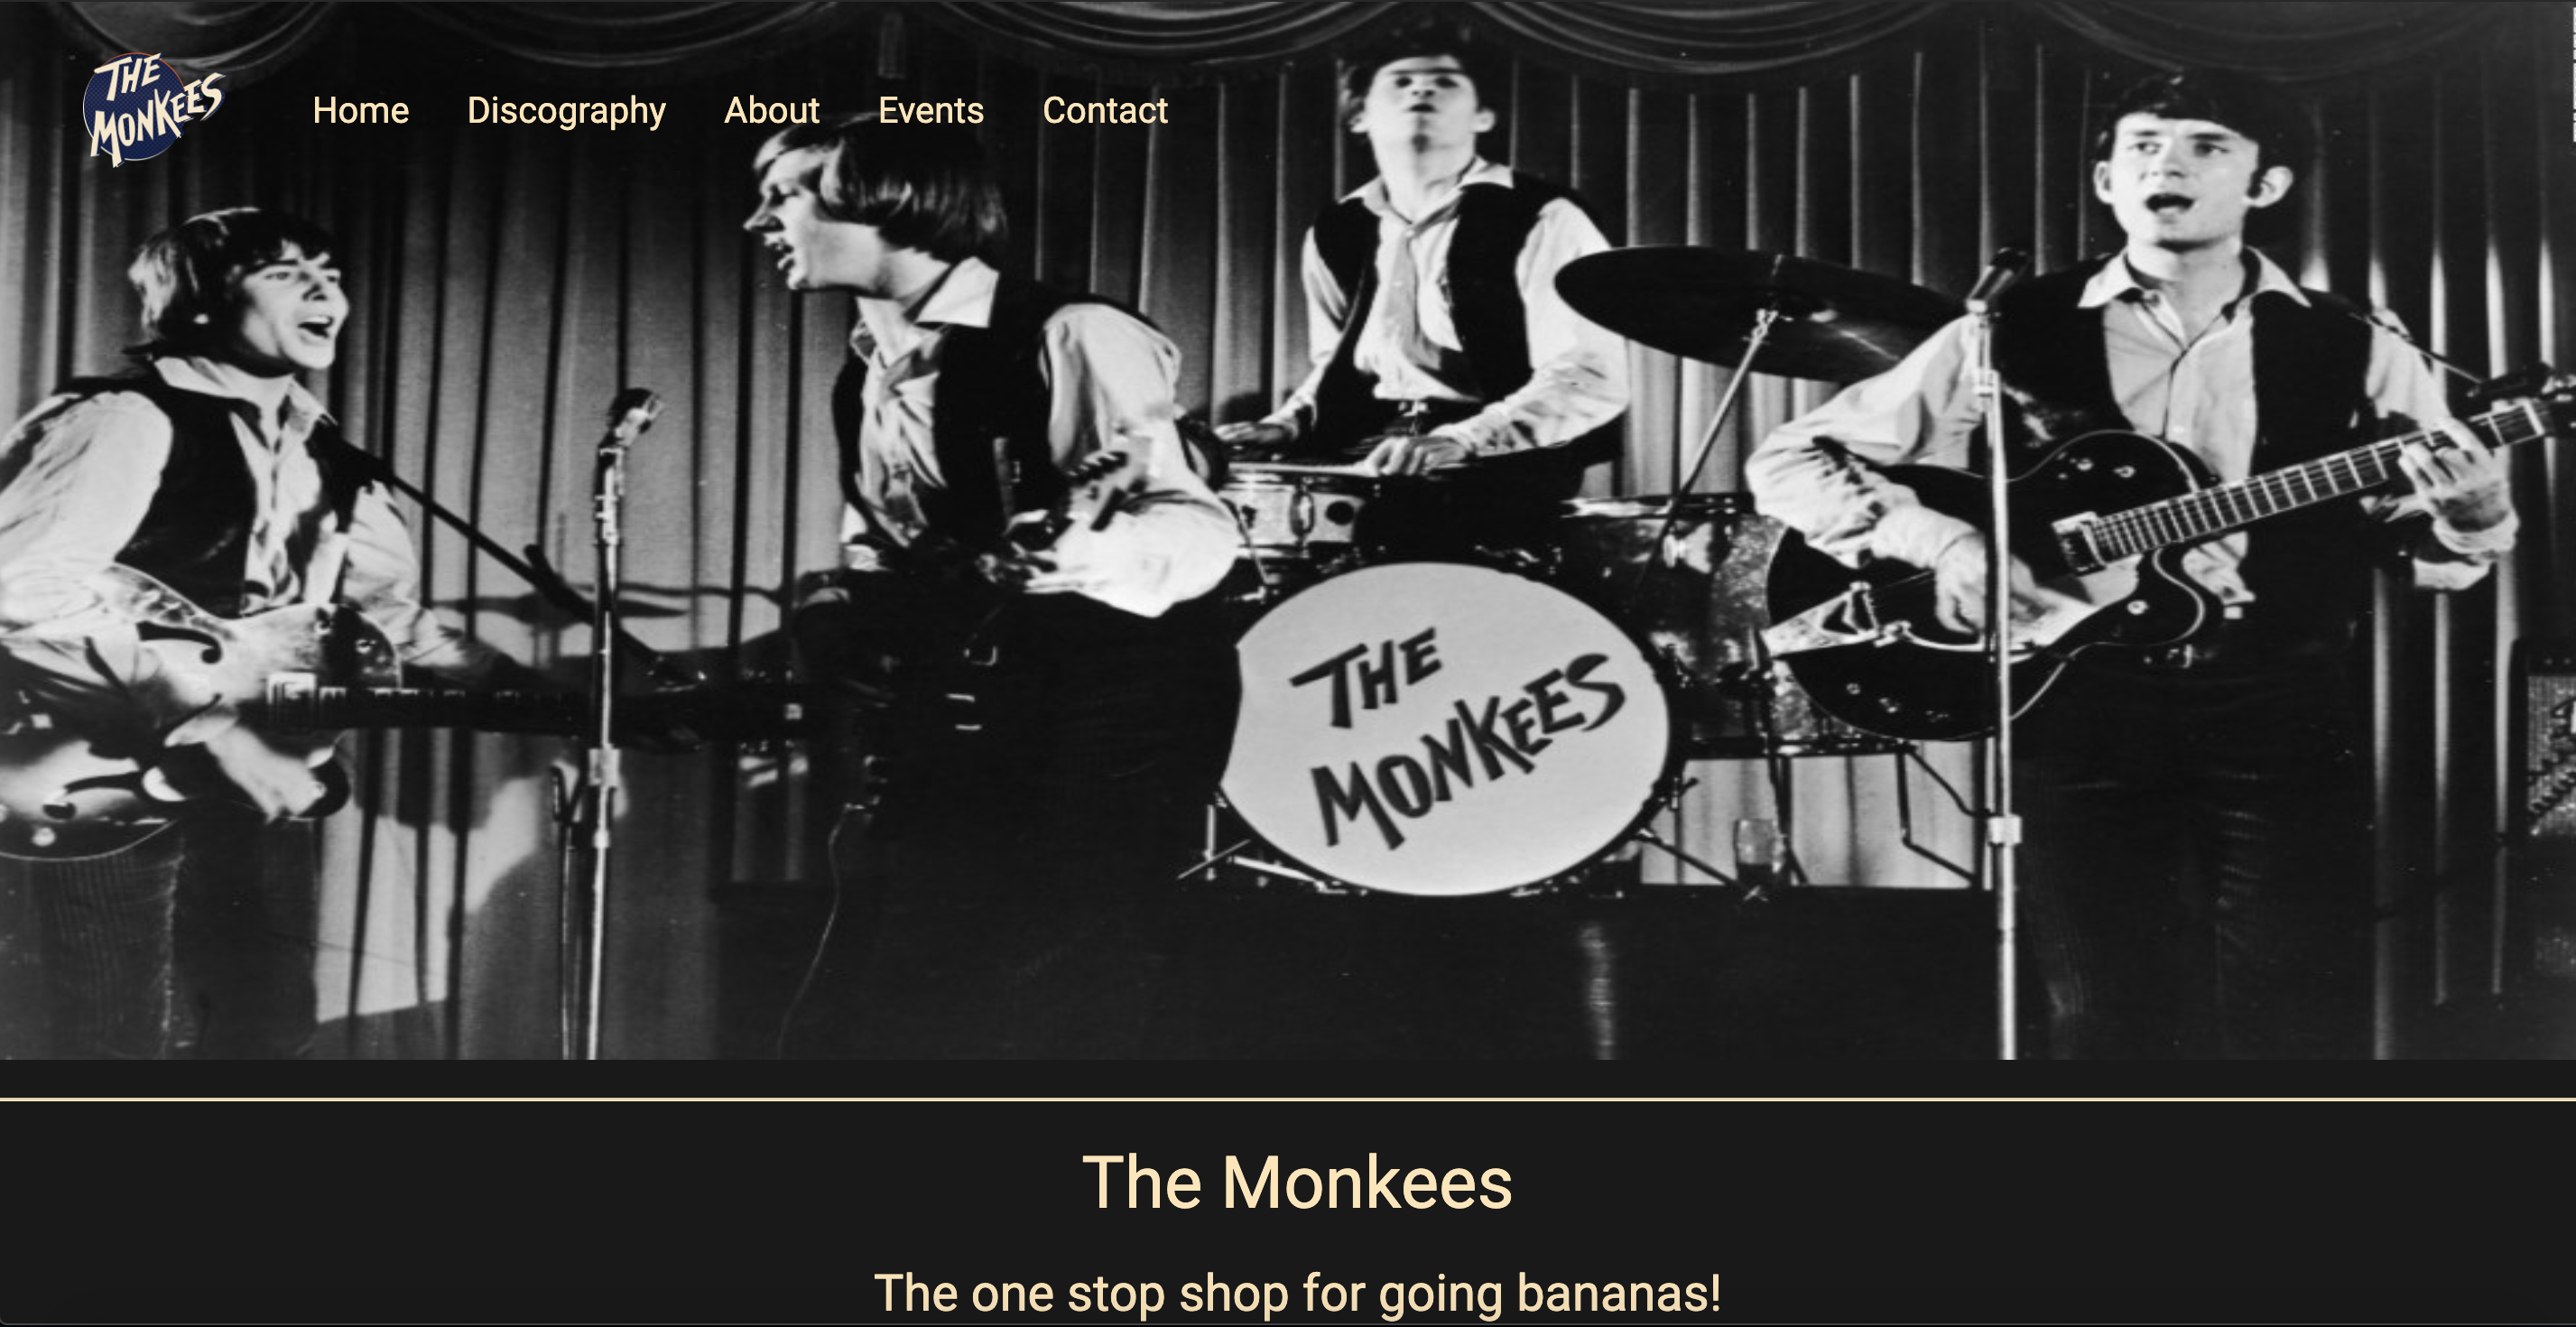 THE
MONKEES
Home Discography About Events Contact
THE
MONKEES
The Monkees
The one stop shop for going bananas!